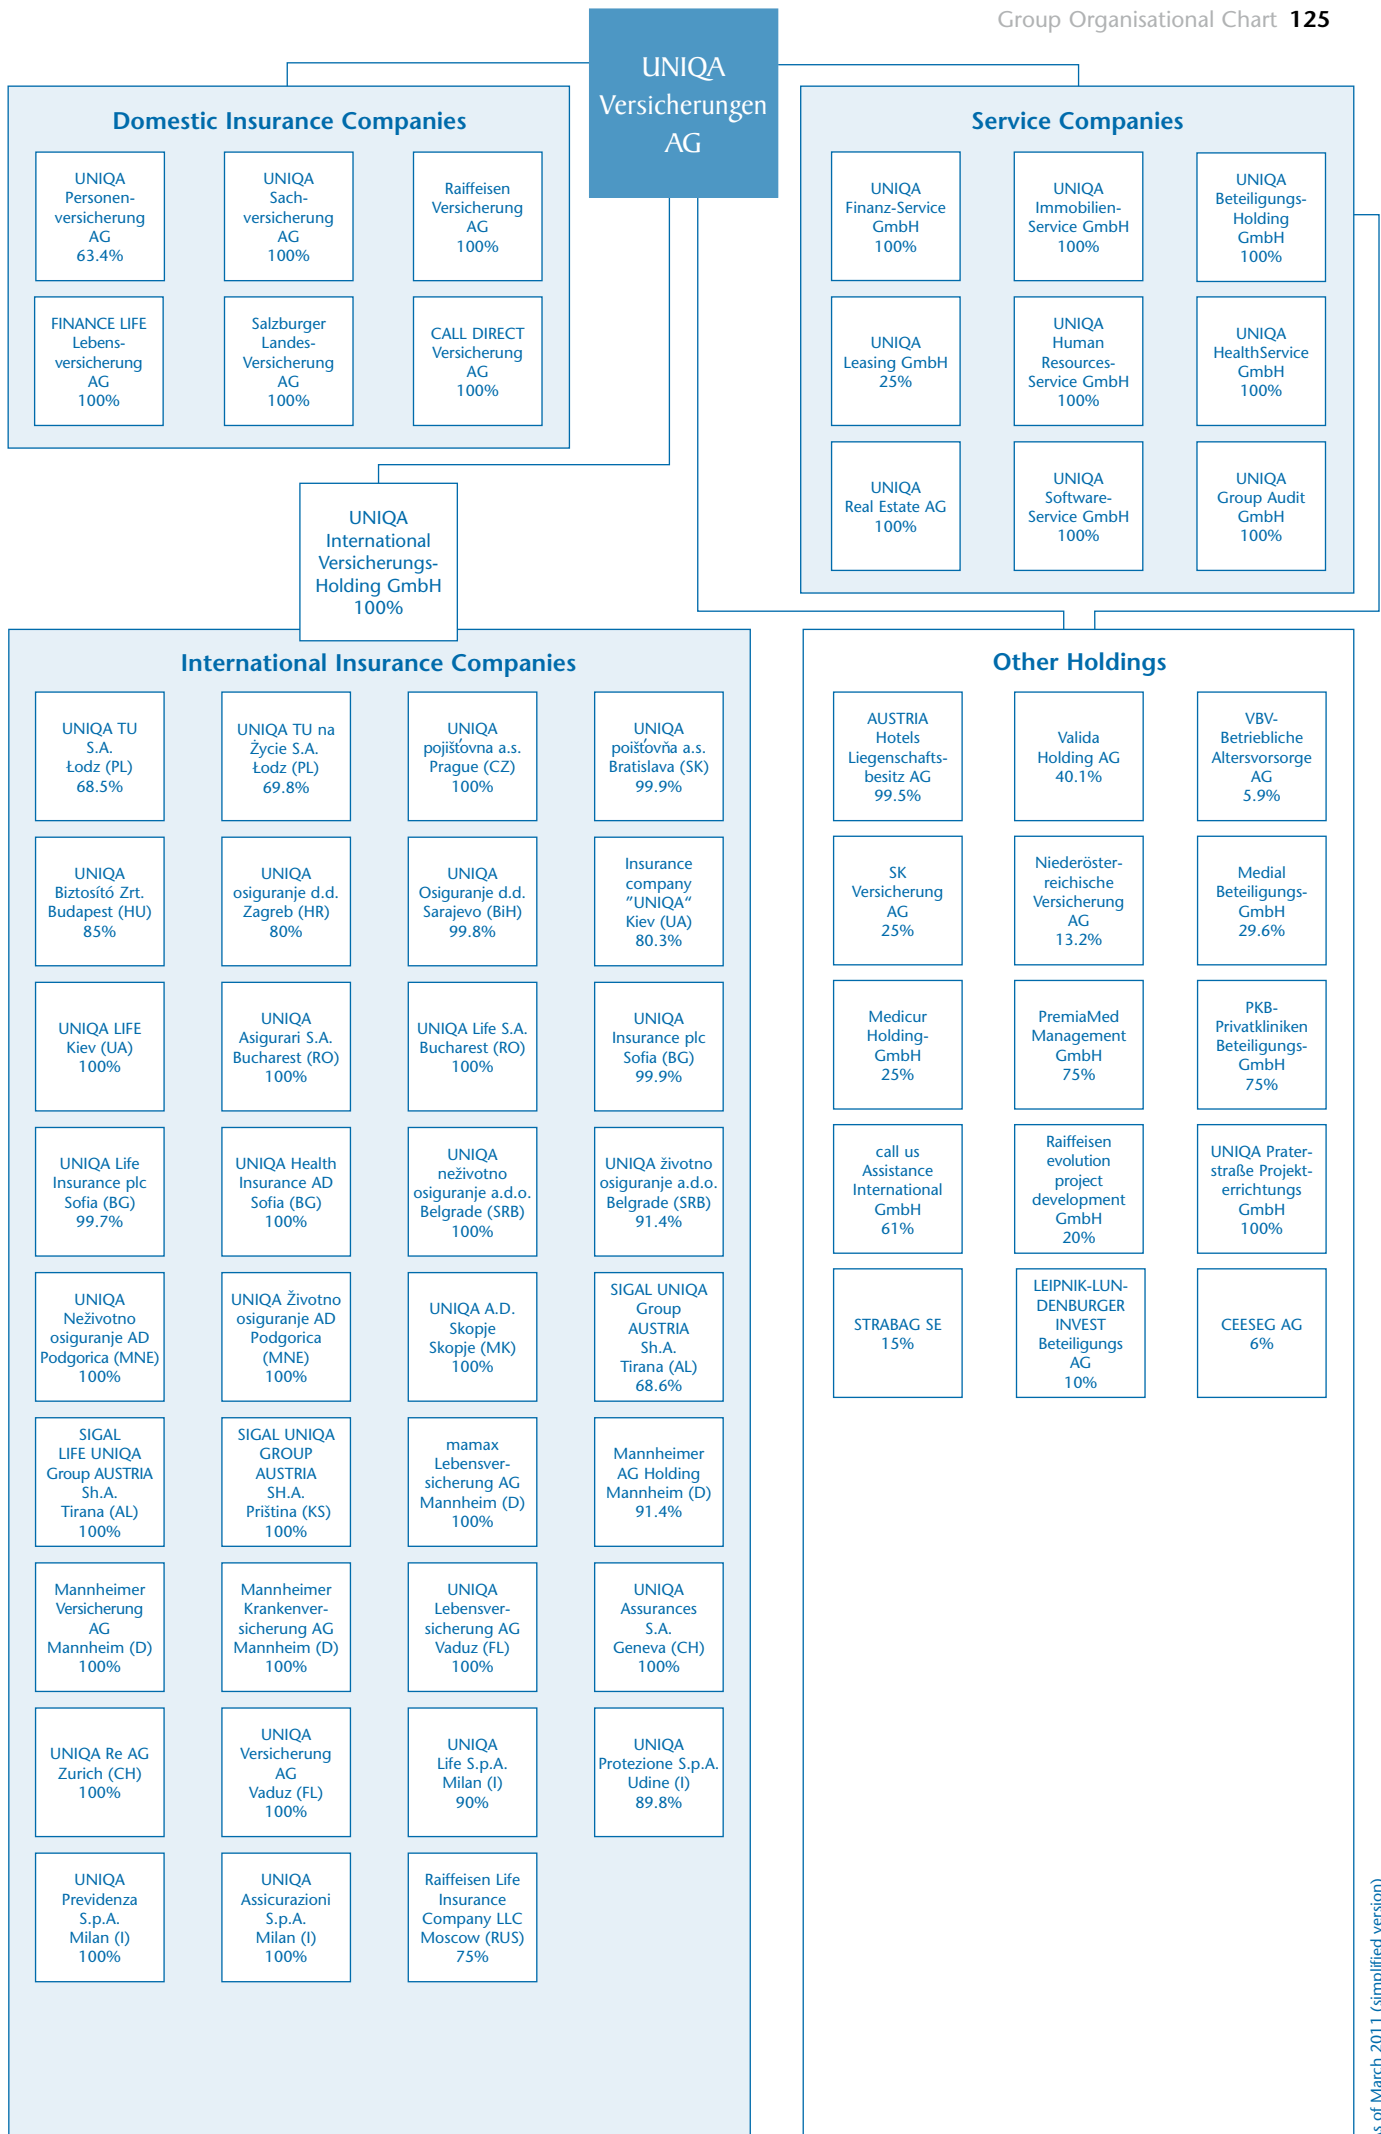 Group Organisational Chart 125
UNIQA
Versicherungen
AG
Domestic Insurance Companies
UNIQA
Personen-
versicherung
AG
63.4%
UNIQA
Sach-
versicherung
AG
100%
Raiffeisen
Versicherung
AG
100%
FINANCE LIFE
Lebens-
versicherung
AG
100%
Salzburger
Landes-
Versicherung
AG
100%
CALL DIRECT
Versicherung
AG
100%
Service Companies
UNIQA
Finanz-Service
GmbH
100%
UNIQA
Immobilien-
Service GmbH
100%
UNIQA
Beteiligungs-
Holding
GmbH
100%
UNIQA
Leasing GmbH
25%
UNIQA
Human
Resources-
Service GmbH
100%
UNIQA
HealthService
GmbH
100%
UNIQA
Real Estate AG
100%
UNIQA
Software-
Service GmbH
100%
UNIQA
Group Audit
GmbH
100%
UNIQA
International
Versicherungs-
Holding GmbH
100%
International Insurance Companies
UNIQA TU
S.A.
Łodz (PL)
68.5%
UNIQA TU na
Życie S.A.
Łodz (PL)
69.8%
UNIQA
pojišťovna a.s.
Prague (CZ)
100%
UNIQA
poišťovňa a.s.
Bratislava (SK)
99.9%
UNIQA
Biztosító Zrt.
Budapest (HU)
85%
UNIQA
osiguranje d.d.
Zagreb (HR)
80%
UNIQA
Osiguranje d.d.
Sarajevo (BiH)
99.8%
Insurance
company
”UNIQA“
Kiev (UA)
80.3%
UNIQA LIFE
Kiev (UA)
100%
UNIQA
Asigurari S.A.
Bucharest (RO)
100%
UNIQA Life S.A.
Bucharest (RO)
100%
UNIQA
Insurance plc
Sofia (BG)
99.9%
UNIQA Life
Insurance plc
Sofia (BG)
99.7%
UNIQA Health
Insurance AD
Sofia (BG)
100%
UNIQA
neživotno
osiguranje a.d.o.
Belgrade (SRB)
100%
UNIQA životno
osiguranje a.d.o.
Belgrade (SRB)
91.4%
UNIQA
Neživotno
osiguranje AD
Podgorica (MNE)
100%
UNIQA Životno
osiguranje AD
Podgorica
(MNE)
100%
UNIQA A.D.
Skopje
Skopje (MK)
100%
SIGAL UNIQA
Group
AUSTRIA
Sh.A.
Tirana (AL)
68.6%
SIGAL
LIFE UNIQA
Group AUSTRIA
Sh.A.
Tirana (AL)
100%
SIGAL UNIQA
GROUP
AUSTRIA
SH.A.
Priština (KS)
100%
mamax
Lebensver-
sicherung AG
Mannheim (D)
100%
Mannheimer
AG Holding
Mannheim (D)
91.4%
Mannheimer
Versicherung
AG
Mannheim (D)
100%
Mannheimer
Krankenver-
sicherung AG
Mannheim (D)
100%
UNIQA
Lebensver-
sicherung AG
Vaduz (FL)
100%
UNIQA
Assurances
S.A.
Geneva (CH)
100%
UNIQA Re AG
Zurich (CH)
100%
UNIQA
Versicherung
AG
Vaduz (FL)
100%
UNIQA
Life S.p.A.
Milan (I)
90%
UNIQA
Protezione S.p.A.
Udine (I)
89.8%
UNIQA
Previdenza
S.p.A.
Milan (I)
100%
UNIQA
Assicurazioni
S.p.A.
Milan (I)
100%
Raiffeisen Life
Insurance
Company LLC
Moscow (RUS)
75%
Other Holdings
AUSTRIA
Hotels
Liegenschafts-
besitz AG
99.5%
Valida
Holding AG
40.1%
VBV-
Betriebliche
Altersvorsorge
AG
5.9%
SK
Versicherung
AG
25%
Niederöster-
reichische
Versicherung
AG
13.2%
Medial
Beteiligungs-
GmbH
29.6%
Medicur
Holding-
GmbH
25%
PremiaMed
Management
GmbH
75%
PKB-
Privatkliniken
Beteiligungs-
GmbH
75%
call us
Assistance
International
GmbH
61%
Raiffeisen
evolution
project
development
GmbH
20%
UNIQA Prater-
straße Projekt-
errichtungs
GmbH
100%
STRABAG SE
15%
LEIPNIK-LUN-
DENBURGER
INVEST
Beteiligungs
AG
10%
CEESEG AG
6%
of March 2011 (simplified version)